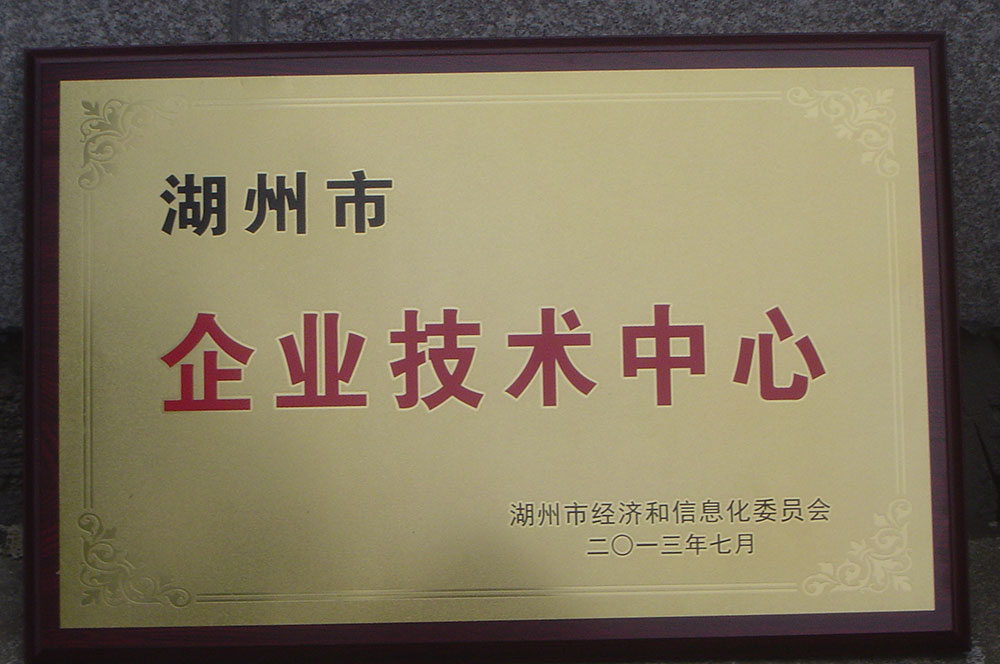 湖州市
企业技术中心
湖州市经济和信息化委员会
二〇一三年七月